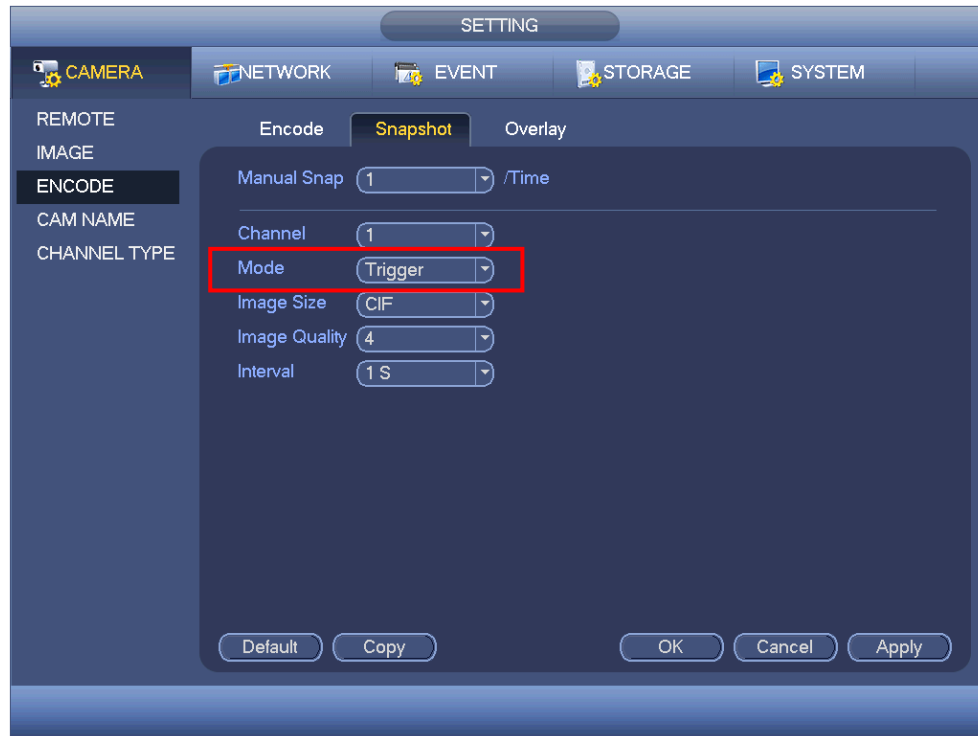 SETTING
CAMERA NETWORK EVENT STORAGE SYSTEM
REMOTE
IMAGE
ENCODE
CAM NAME
CHANNEL TYPE
Encode Snapshot Overlay
Manual Snap 1 /Time
Channel 1
Mode Trigger
Image Size CIF
Image Quality 4
Interval 1 S
Default Copy OK Cancel Apply